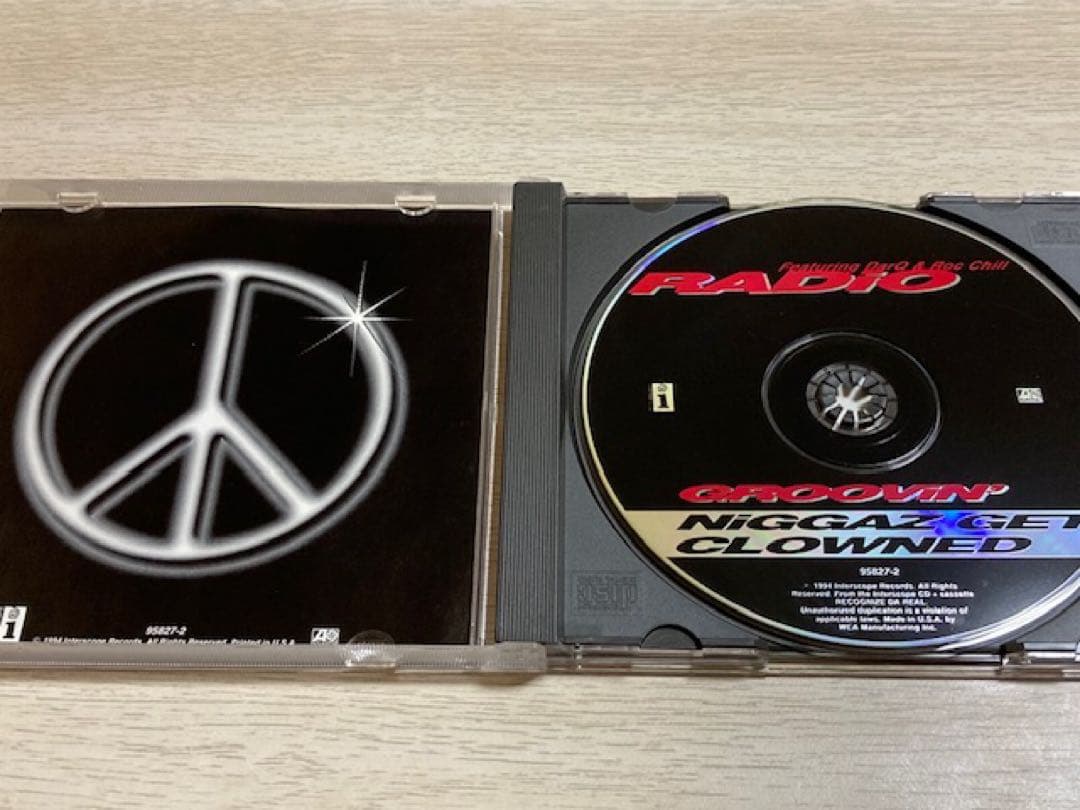 i
95827-2
© 1994 Interscope Records. All Rights Reserved. Printed in U.S.A.
Featuring DarQ & Roc Chill
RADiO
i
GROOViN'
NiGGAZ GET
CLOWNED
95827-2
© 1994 Interscope Records. All Rights
Reserved. From the Interscope CD + cassette
RECOGNIZE DA REAL.
Unauthorized duplication is a violation of
applicable laws. Made in U.S.A. by
WEA Manufacturing Inc.